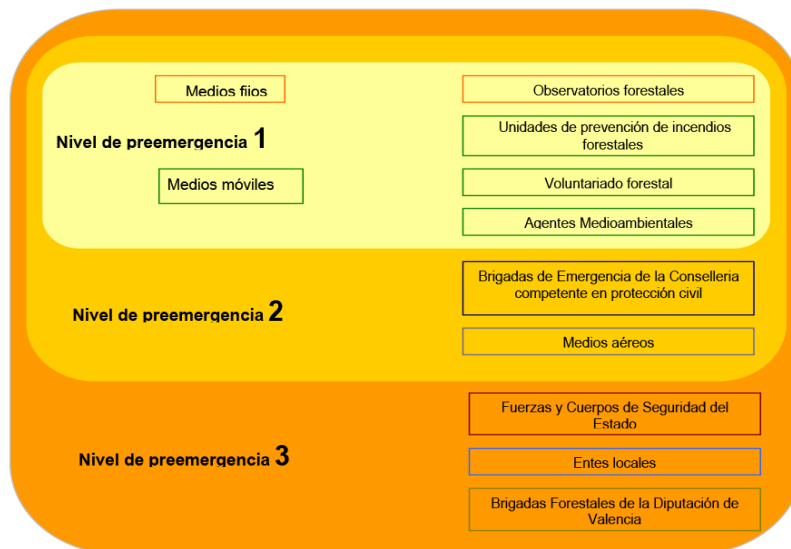 Medios fijos
Observatorios forestales
Nivel de preemergencia 1
Unidades de prevención de incendios
forestales
Medios móviles
Voluntariado forestal
Agentes Medioambientales
Nivel de preemergencia 2
Brigadas de Emergencia de la Conselleria
competente en protección civil
Medios aéreos
Nivel de preemergencia 3
Fuerzas y Cuerpos de Seguridad del
Estado
Entes locales
Brigadas Forestales de la Diputación de
Valencia